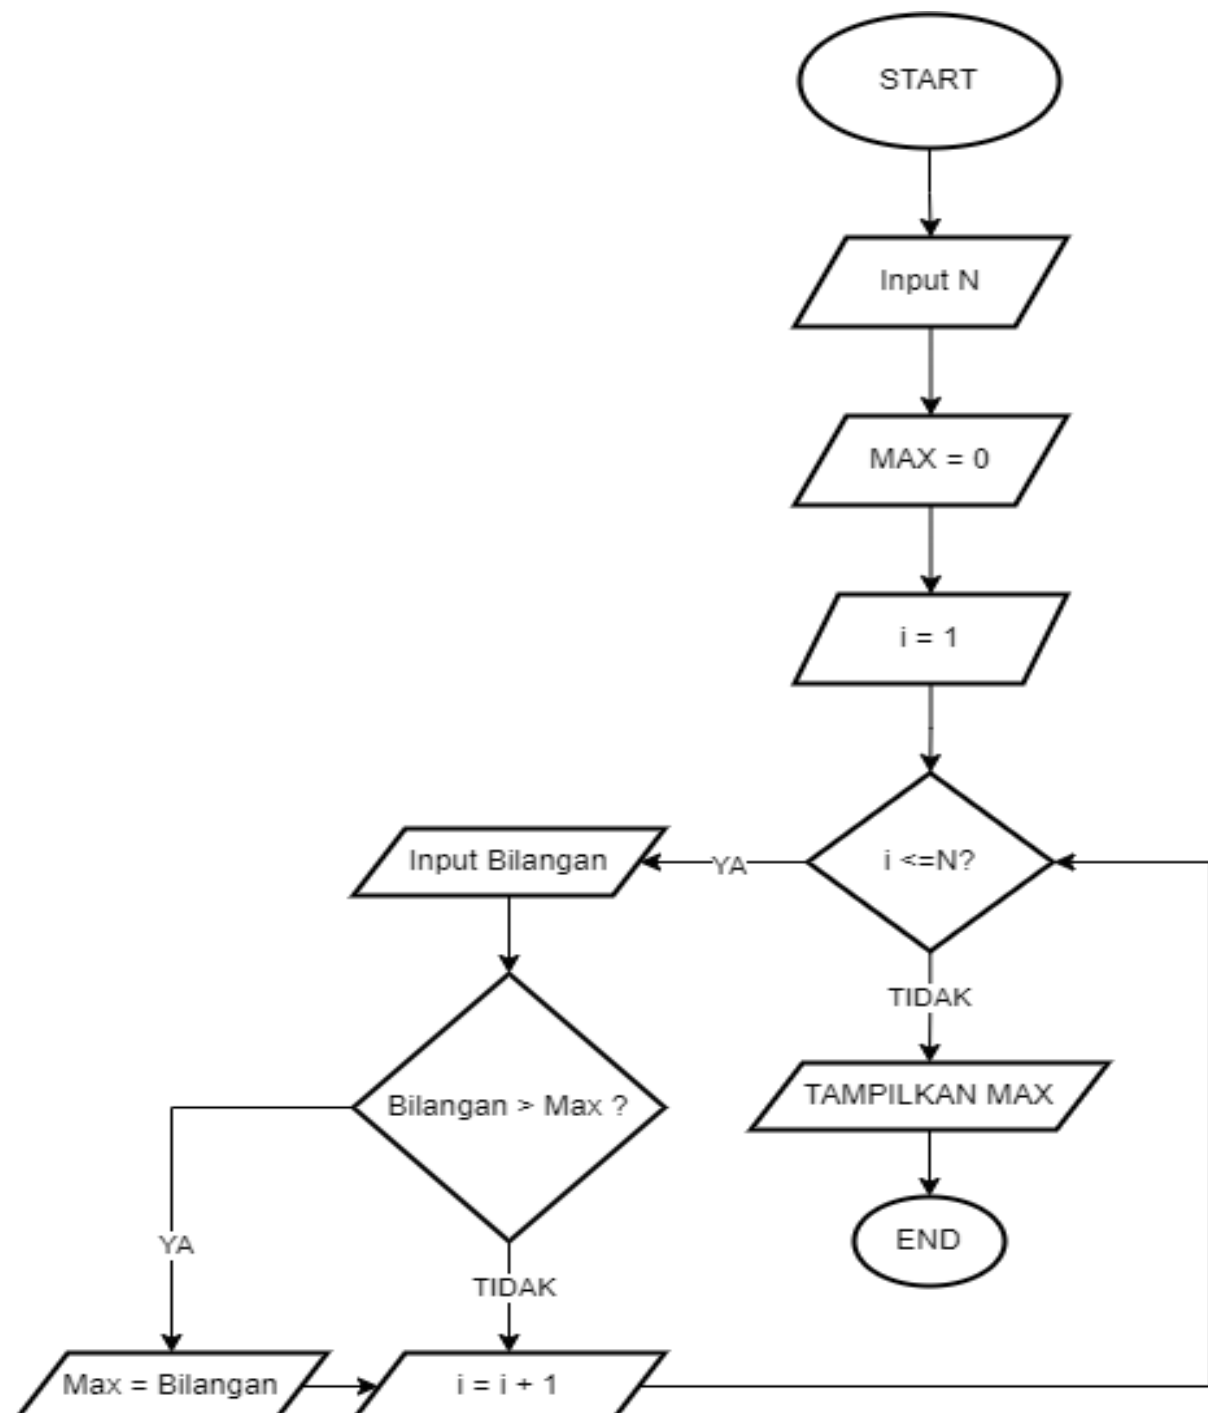 START
Input N
MAX = 0
i = 1
i <=N?
YA
Input Bilangan
TIDAK
TAMPILKAN MAX
END
Bilangan > Max ?
YA
TIDAK
Max = Bilangan
i = i + 1